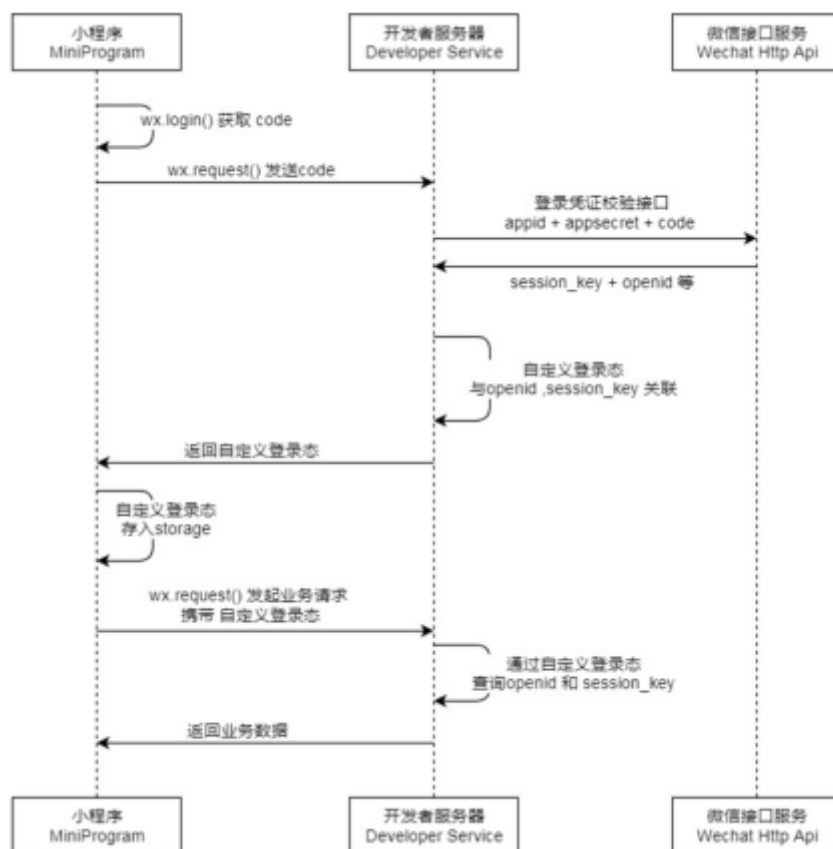 小程序
MiniProgram
开发者服务器
Developer Service
微信接口服务
Wechat Http Api
wx.login() 获取 code
wx.request() 发送code
登录凭证校验接口
appid + appsecret + code
session_key + openid 等
自定义登录态
与openid ,session_key 关联
返回自定义登录态
自定义登录态
存入storage
wx.request() 发起业务请求
携带 自定义登录态
通过自定义登录态
查询openid 和 session_key
返回业务数据
小程序
MiniProgram
开发者服务器
Developer Service
微信接口服务
Wechat Http Api